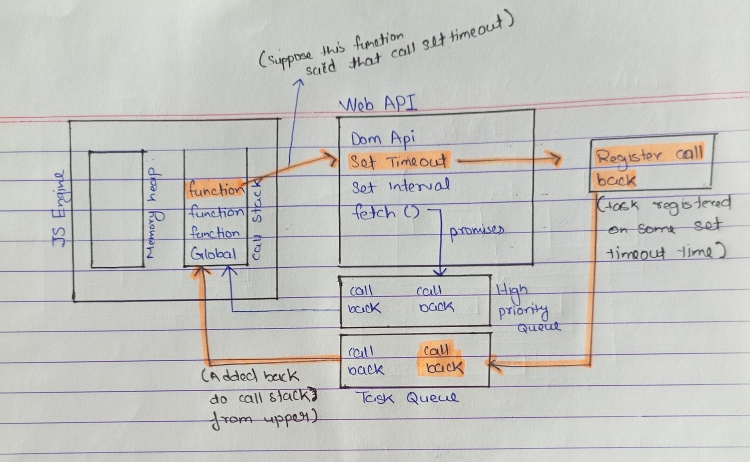 (suppose this function
said that call set timeout)
Web API
JS Engine
Memory heap
function
function
function
Global
call stack
Dom Api
Set Timeout
Set Interval
fetch ()
promises
Register call
back
(task registered
on some set
timeout time)
call call
back back
High
priority
Queue
call call
back back
Task Queue
(Added back
to call stack
from upper)